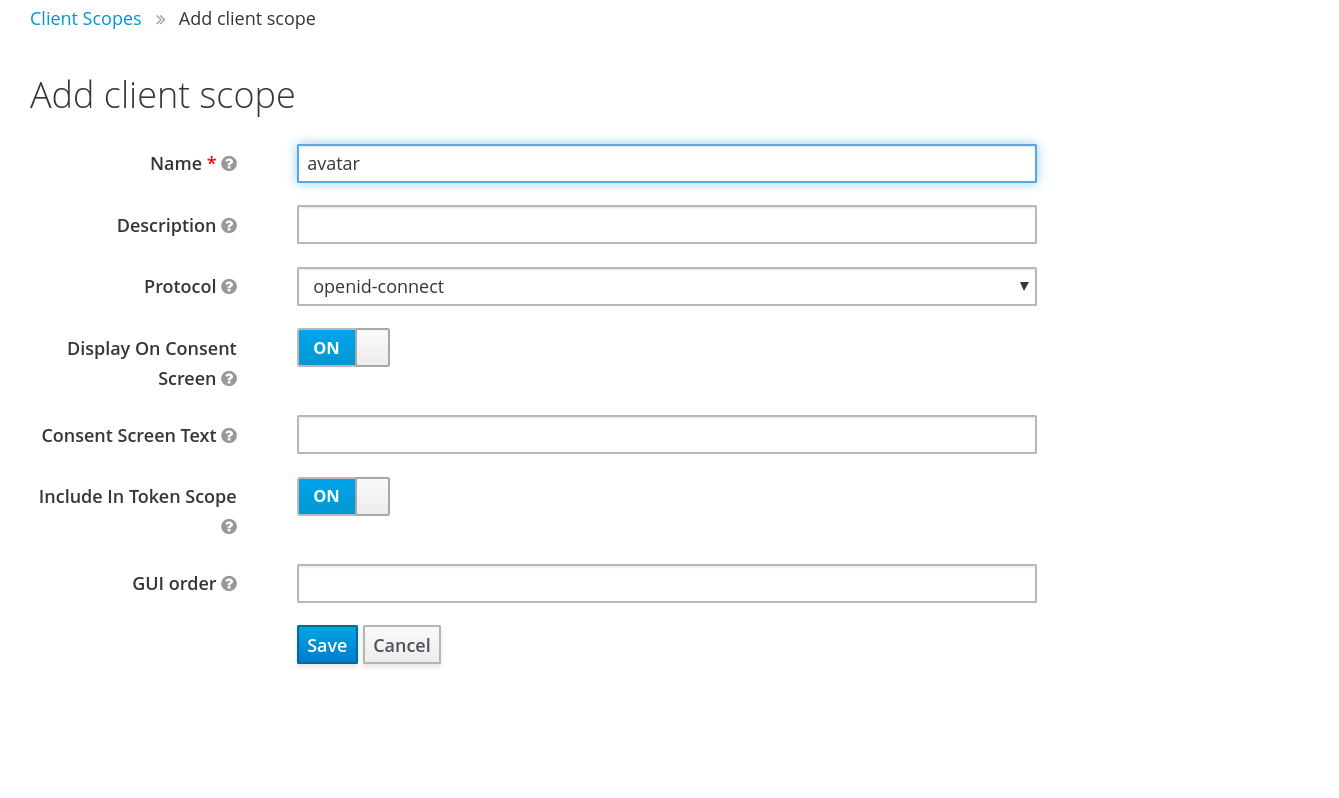 Client Scopes » Add client scope
Add client scope
Name * avatar
Description
Protocol openid-connect
Display On Consent ON
Screen
Consent Screen Text
Include In Token Scope ON
GUI order
Save Cancel